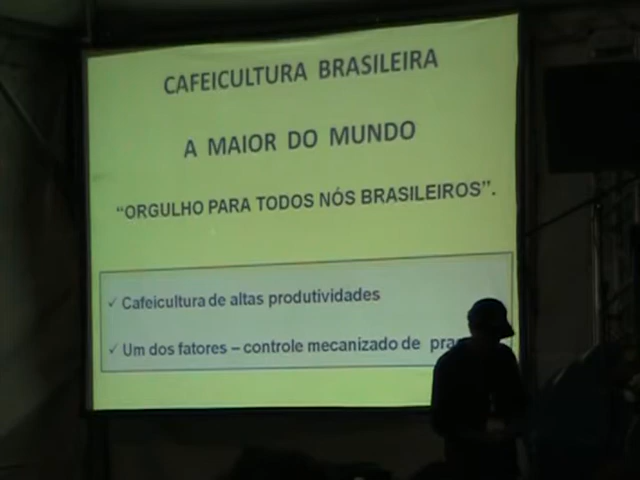 CAFEICULTURA BRASILEIRA
A MAIOR DO MUNDO
“ORGULHO PARA TODOS NÓS BRASILEIROS”.
✓ Cafeicultura de altas produtividades
✓ Um dos fatores – controle mecanizado de